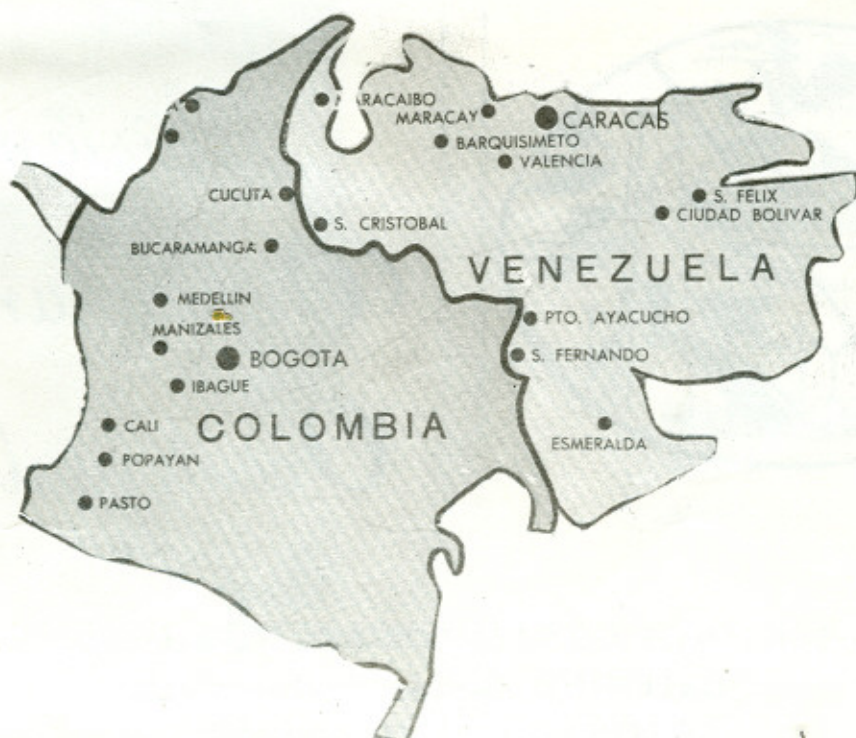 MARACAIBO
MARACAY
CARACAS
BARQUISIMETO
VALENCIA
CUCUTA
S. FELIX
CIUDAD BOLIVAR
S. CRISTOBAL
BUCARAMANGA
VENEZUELA
MEDELLIN
PTO. AYACUCHO
MANIZALES
S. FERNANDO
BOGOTA
IBAGUE
CALI
COLOMBIA
ESMERALDA
POPAYAN
PASTO